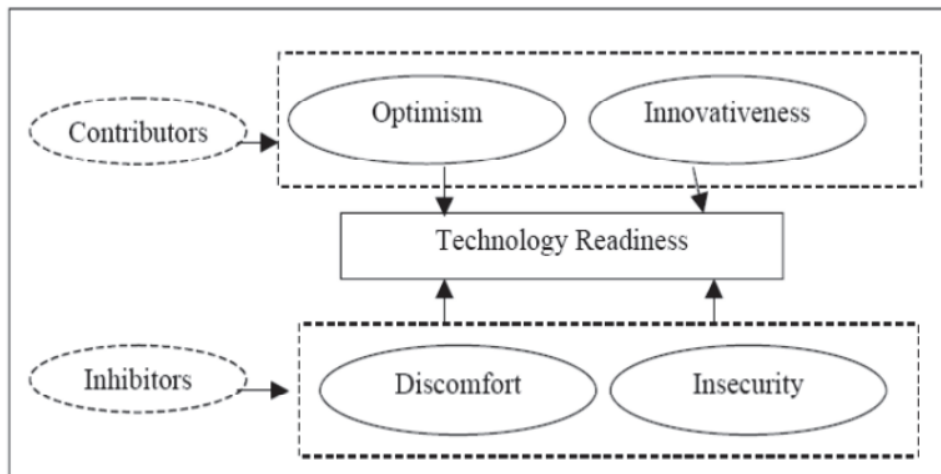 Optimism
Innovativeness
Contributors
Technology Readiness
Inhibitors
Discomfort
Insecurity